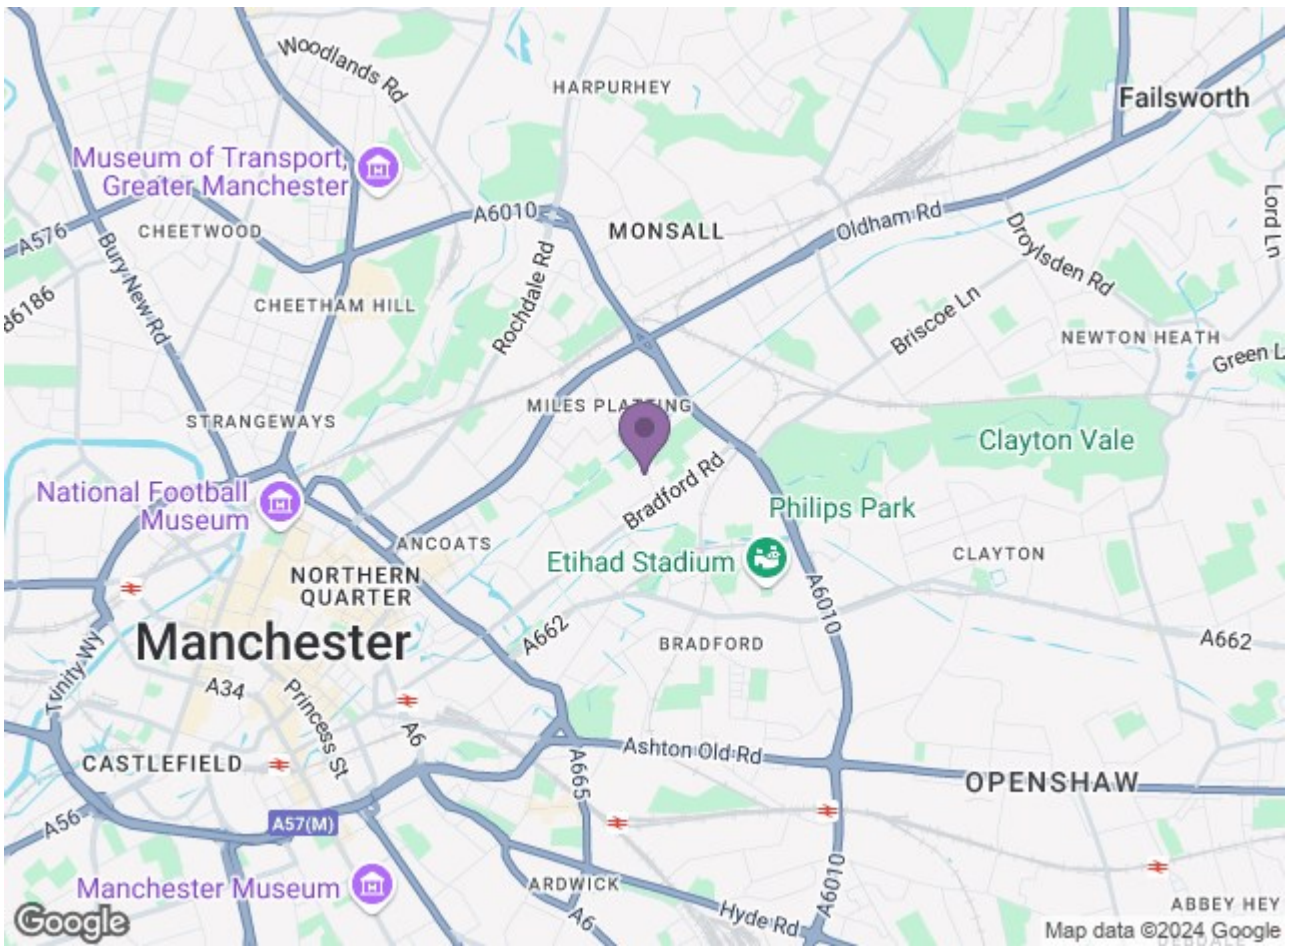 Woodlands Rd
HARPURHEY
Failsworth
Museum of Transport,
Greater Manchester
A6010
MONSALL
Oldham Rd
Lord Ln
A576
CHEETWOOD
Droylsden Rd
Bury New Rd
Rochdale Rd
CHEETHAM HILL
Briscoe Ln
NEWTON HEATH
Green L
MILES PLATTING
STRANGEWAYS
Clayton Vale
Bradford Rd
National Football
Museum
Philips Park
ANCOATS
Etihad Stadium
CLAYTON
NORTHERN
QUARTER
A6010
A662
Manchester
BRADFORD
A662
Trinity Wy
A34
Princess St
A6
Ashton Old Rd
CASTLEFIELD
A665
OPENSHAW
A56
A57(M)
Manchester Museum
ARDWICK
A6010
ABBEY HEY
A6
Hyde Rd
Google
Map data ©2024 Google